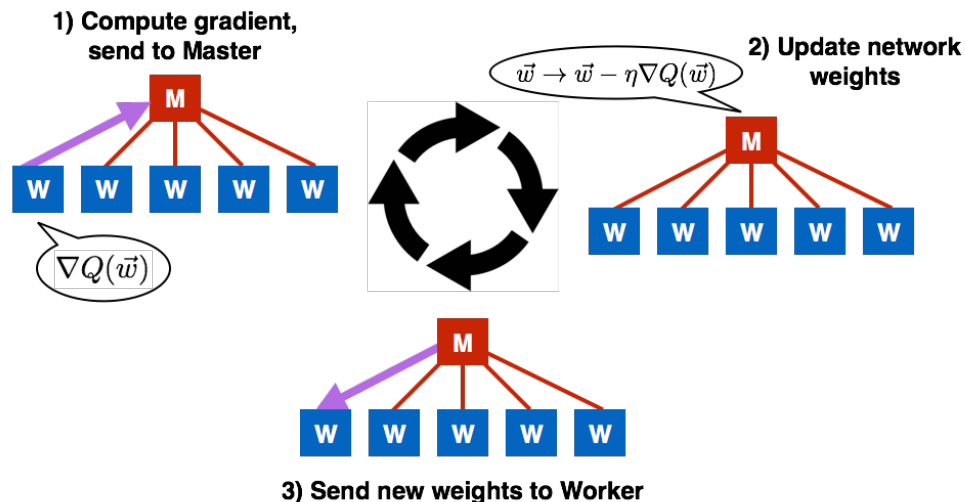 1) Compute gradient,
send to Master
M
W W W W W
∇Q(w⃗)
2) Update network
weights
w⃗ → w⃗ − η∇Q(w⃗)
M
W W W W W
M
W W W W W
3) Send new weights to Worker